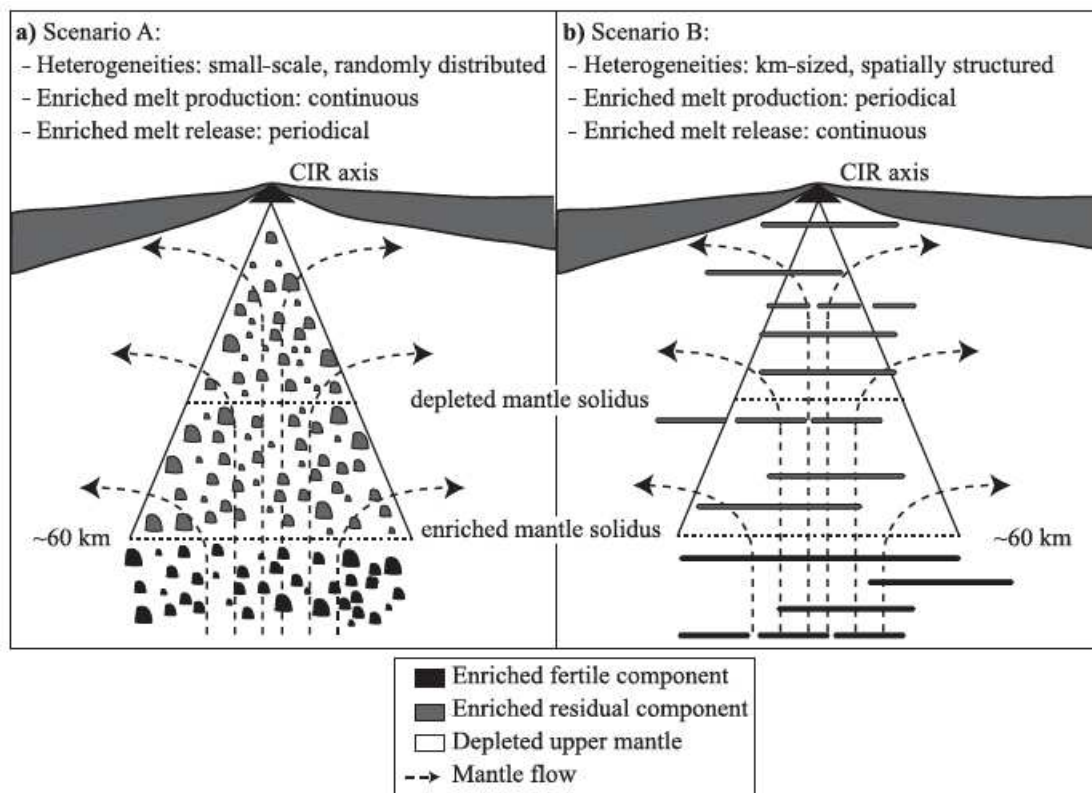 a) Scenario A:
- Heterogeneities: small-scale, randomly distributed
- Enriched melt production: continuous
- Enriched melt release: periodical
CIR axis
b) Scenario B:
- Heterogeneities: km-sized, spatially structured
- Enriched melt production: periodical
- Enriched melt release: continuous
CIR axis
depleted mantle solidus
enriched mantle solidus
~60 km
~60 km
Enriched fertile component
Enriched residual component
Depleted upper mantle
Mantle flow